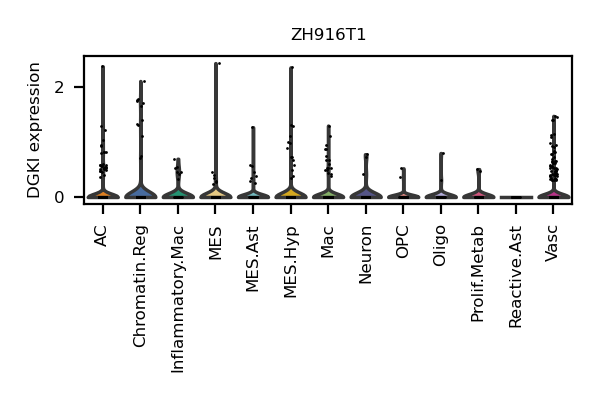 ZH916T1
DGKI expression
2
0
AC
Chromatin.Reg
Inflammatory.Mac
MES
MES.Ast
MES.Hyp
Mac
Neuron
OPC
Oligo
Prolif.Metab
Reactive.Ast
Vasc